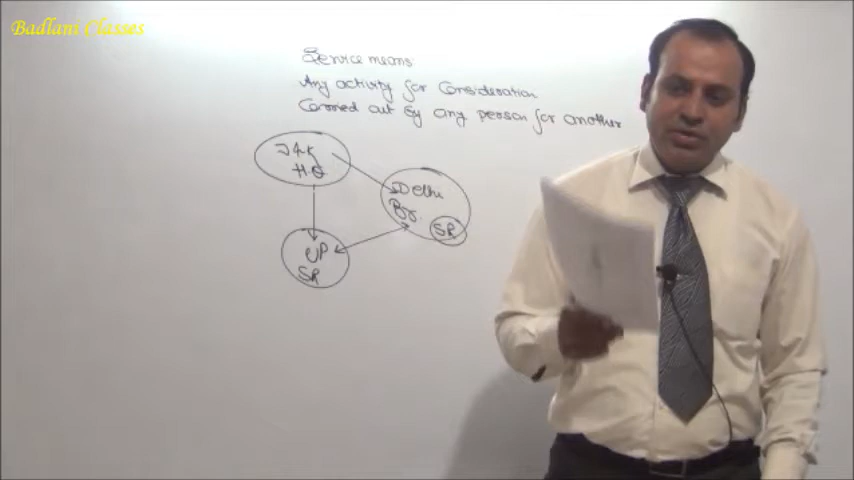 Badlani Classes
Service means
Any activity for Consideration
Carried out by any person for another
J&K
HO
Delhi
Br.
SR
UP
SR